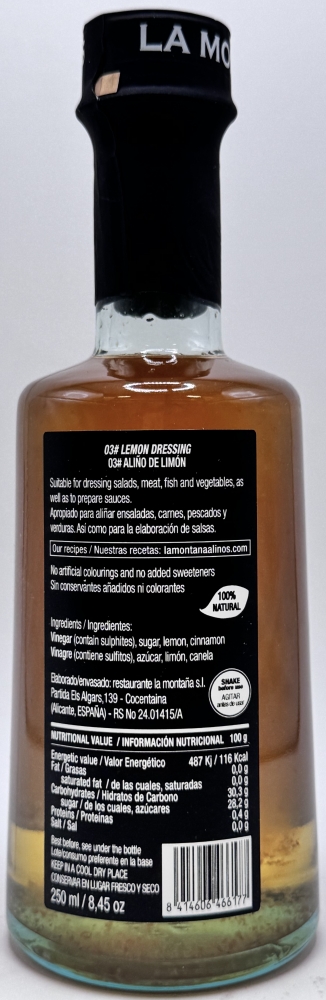 LA MO
03# LEMON DRESSING
03# ALIÑO DE LIMÓN
Suitable for dressing salads, meat, fish and vegetables, as
well as to prepare sauces.
Apropiado para aliñar ensaladas, carnes, pescados y
verduras. Así como para la elaboración de salsas.
Our recipes / Nuestras recetas: lamontanaalinos.com
No artificial colourings and no added sweeteners
Sin conservantes añadidos ni colorantes
100%
NATURAL
Ingredients / Ingredientes:
Vinegar (contain sulphites), sugar, lemon, cinnamon
Vinagre (contiene sulfitos), azúcar, limón, canela
Elaborado/envasado: restaurante la montaña s.l.
Partida Els Algars,139 - Cocentaina
(Alicante, ESPAÑA) - RS No 24.01415/A
SHAKE
before use
AGITAR
antes de usar
NUTRITIONAL VALUE / INFORMACIÓN NUTRICIONAL 100 g
Energetic value / Valor Energético 487 Kj / 116 Kcal
Fat / Grasas 0,0 g
saturated fat / de las cuales, saturadas 0,0 g
Carbohydrates / Hidratos de Carbono 30,3 g
sugar / de los cuales, azúcares 28,2 g
Proteins / Proteínas 0,4 g
Salt / Sal 0,0 g
Best before, see under the bottle
Lote/consumo preferente en la base
KEEP IN A COOL DRY PLACE
CONSERVAR EN LUGAR FRESCO Y SECO
250 ml / 8,45 oz
8 414606 466177